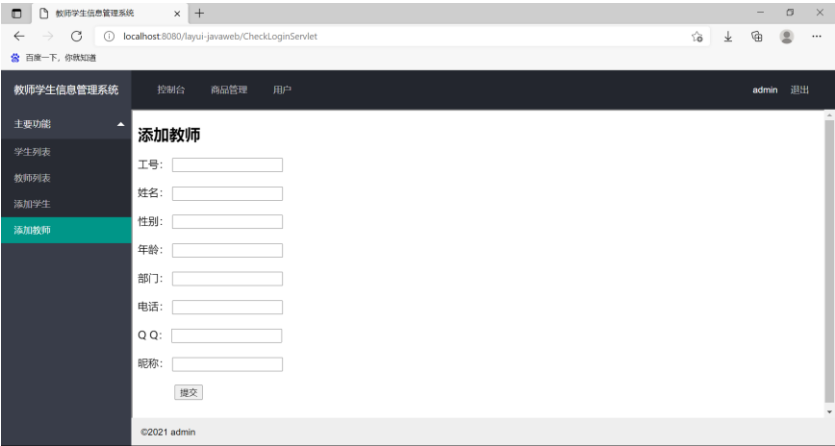 教师学生信息管理系统
localhost:8080/layui-javaweb/CheckLoginServlet
百度一下，你就知道
教师学生信息管理系统 控制台 商品管理 用户 admin 退出
主要功能
学生列表
教师列表
添加学生
添加教师
添加教师
工号：
姓名：
性别：
年龄：
部门：
电话：
Q Q：
昵称：
提交
©2021 admin